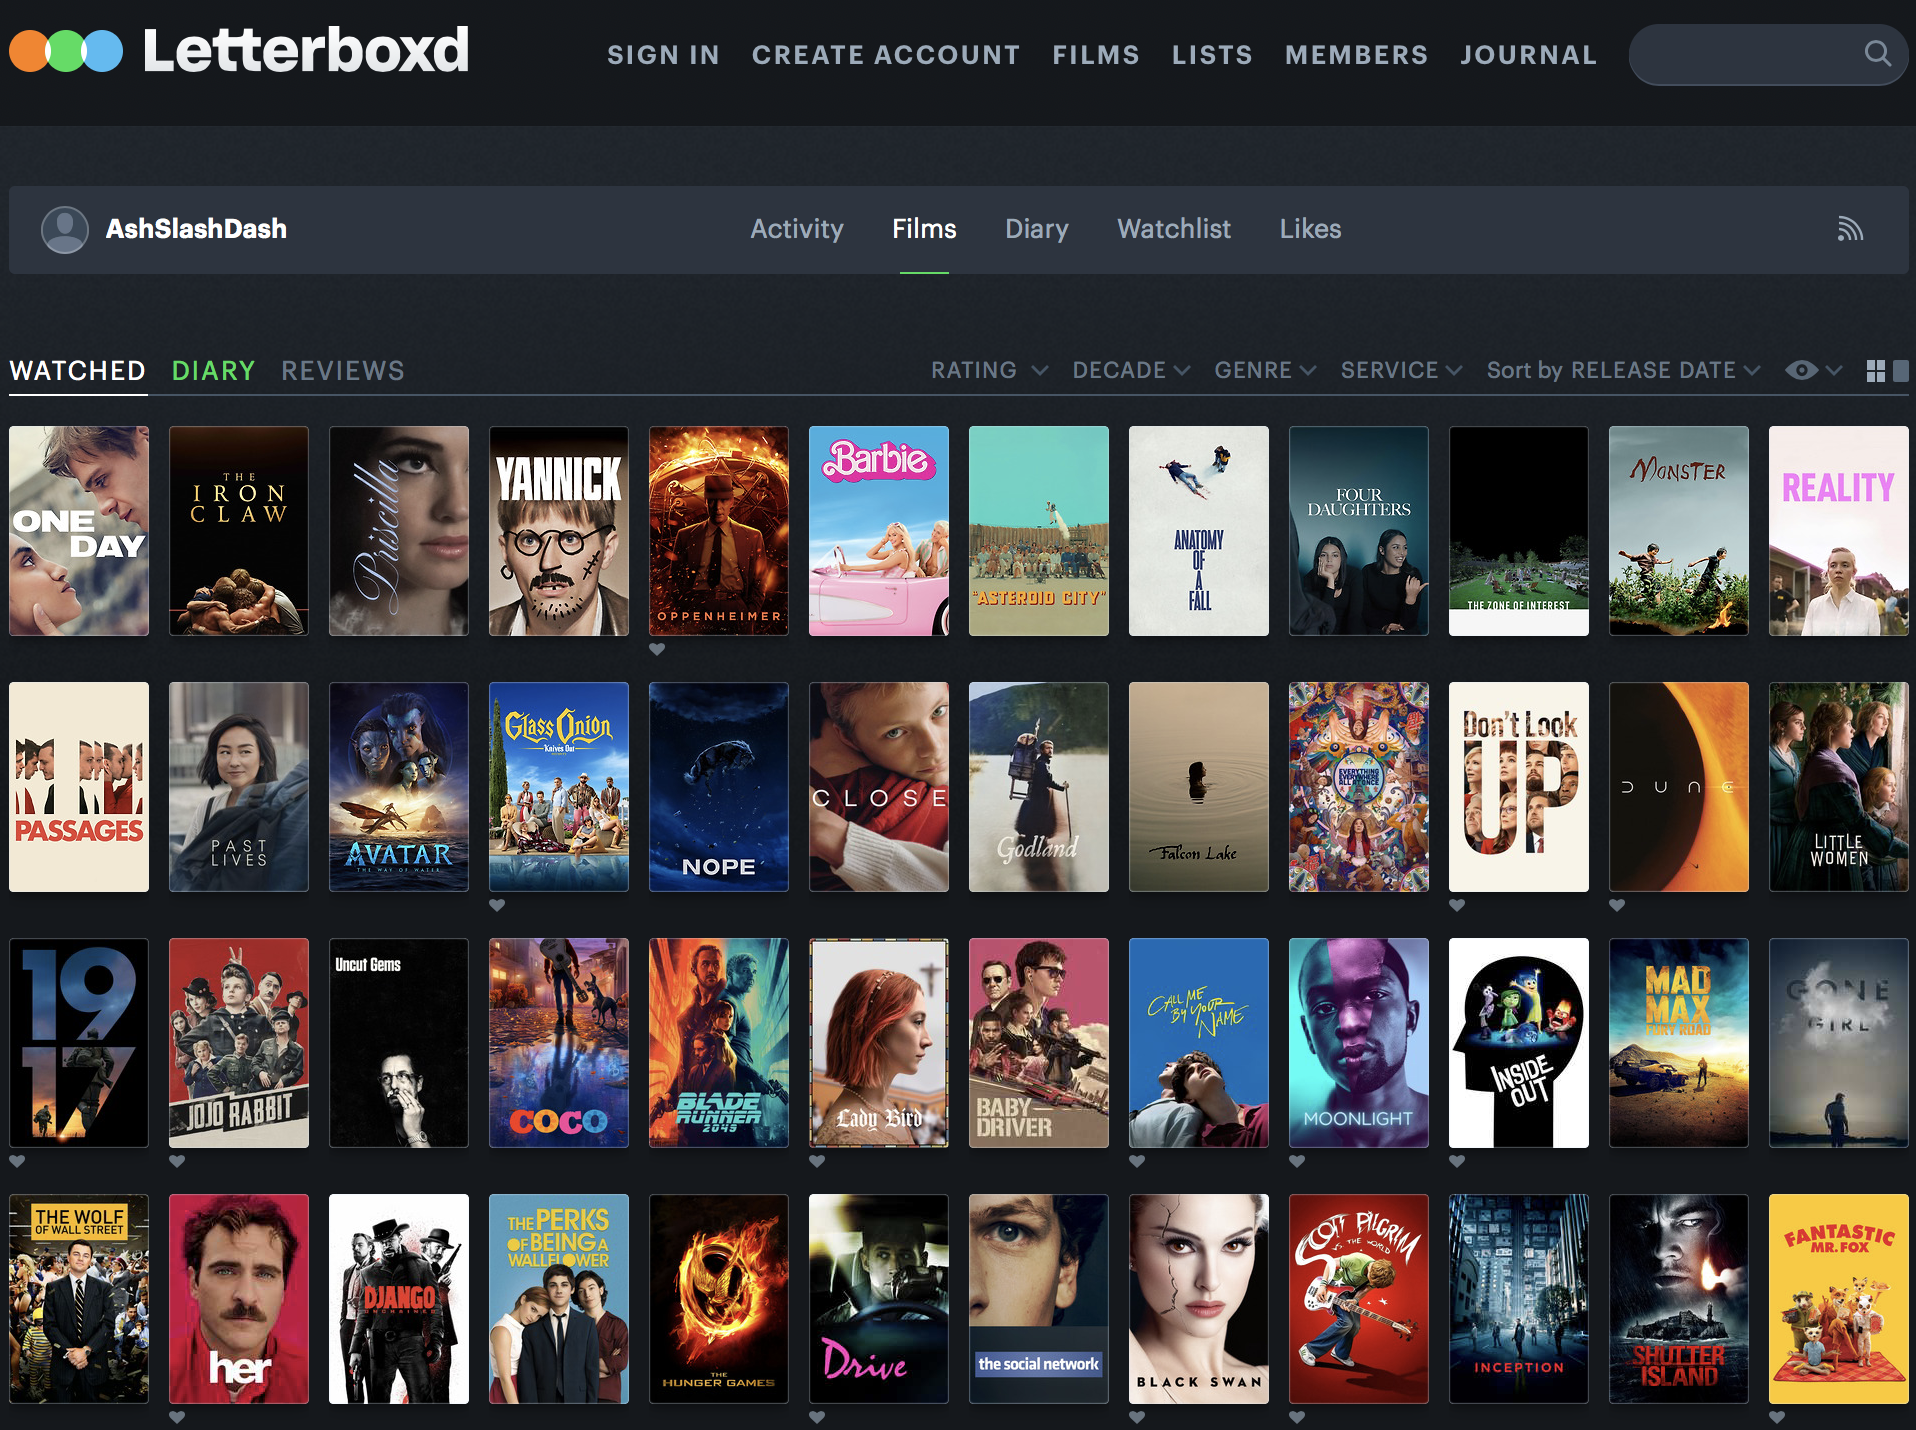 Letterboxd
SIGN IN CREATE ACCOUNT FILMS LISTS MEMBERS JOURNAL
AshSlashDash
Activity Films Diary Watchlist Likes
WATCHED DIARY REVIEWS
RATING DECADE GENRE SERVICE Sort by RELEASE DATE
ONE
DAY
THE
IRON
CLAW
Priscilla
YANNICK
OPPENHEIMER
Barbie
"ASTEROID CITY"
ANATOMY
OF
A
FALL
FOUR
DAUGHTERS
THE ZONE OF INTEREST
MONSTER
REALITY
PASSAGES
PAST
LIVES
AVATAR
THE WAY OF WATER
Glass Onion
Knives Out
NOPE
CLOSE
Godland
Falcon Lake
EVERYTHING
EVERYWHERE
ALL AT ONCE
Don't Look
UP
DUNE
LITTLE
WOMEN
19
17
JOJO RABBIT
Uncut Gems
COCO
BLADE
RUNNER
2049
Lady Bird
BABY
DRIVER
CALL ME
BY YOUR
NAME
MOONLIGHT
INSIDE
OUT
MAD
MAX
FURY ROAD
GONE
GIRL
THE WOLF
OF WALL STREET
her
DJANGO
UNCHAINED
THE PERKS
OF BEING A
WALLFLOWER
THE
HUNGER GAMES
Drive
the social network
BLACK SWAN
SCOTT PILGRIM
VS THE WORLD
INCEPTION
SHUTTER
ISLAND
FANTASTIC
MR. FOX